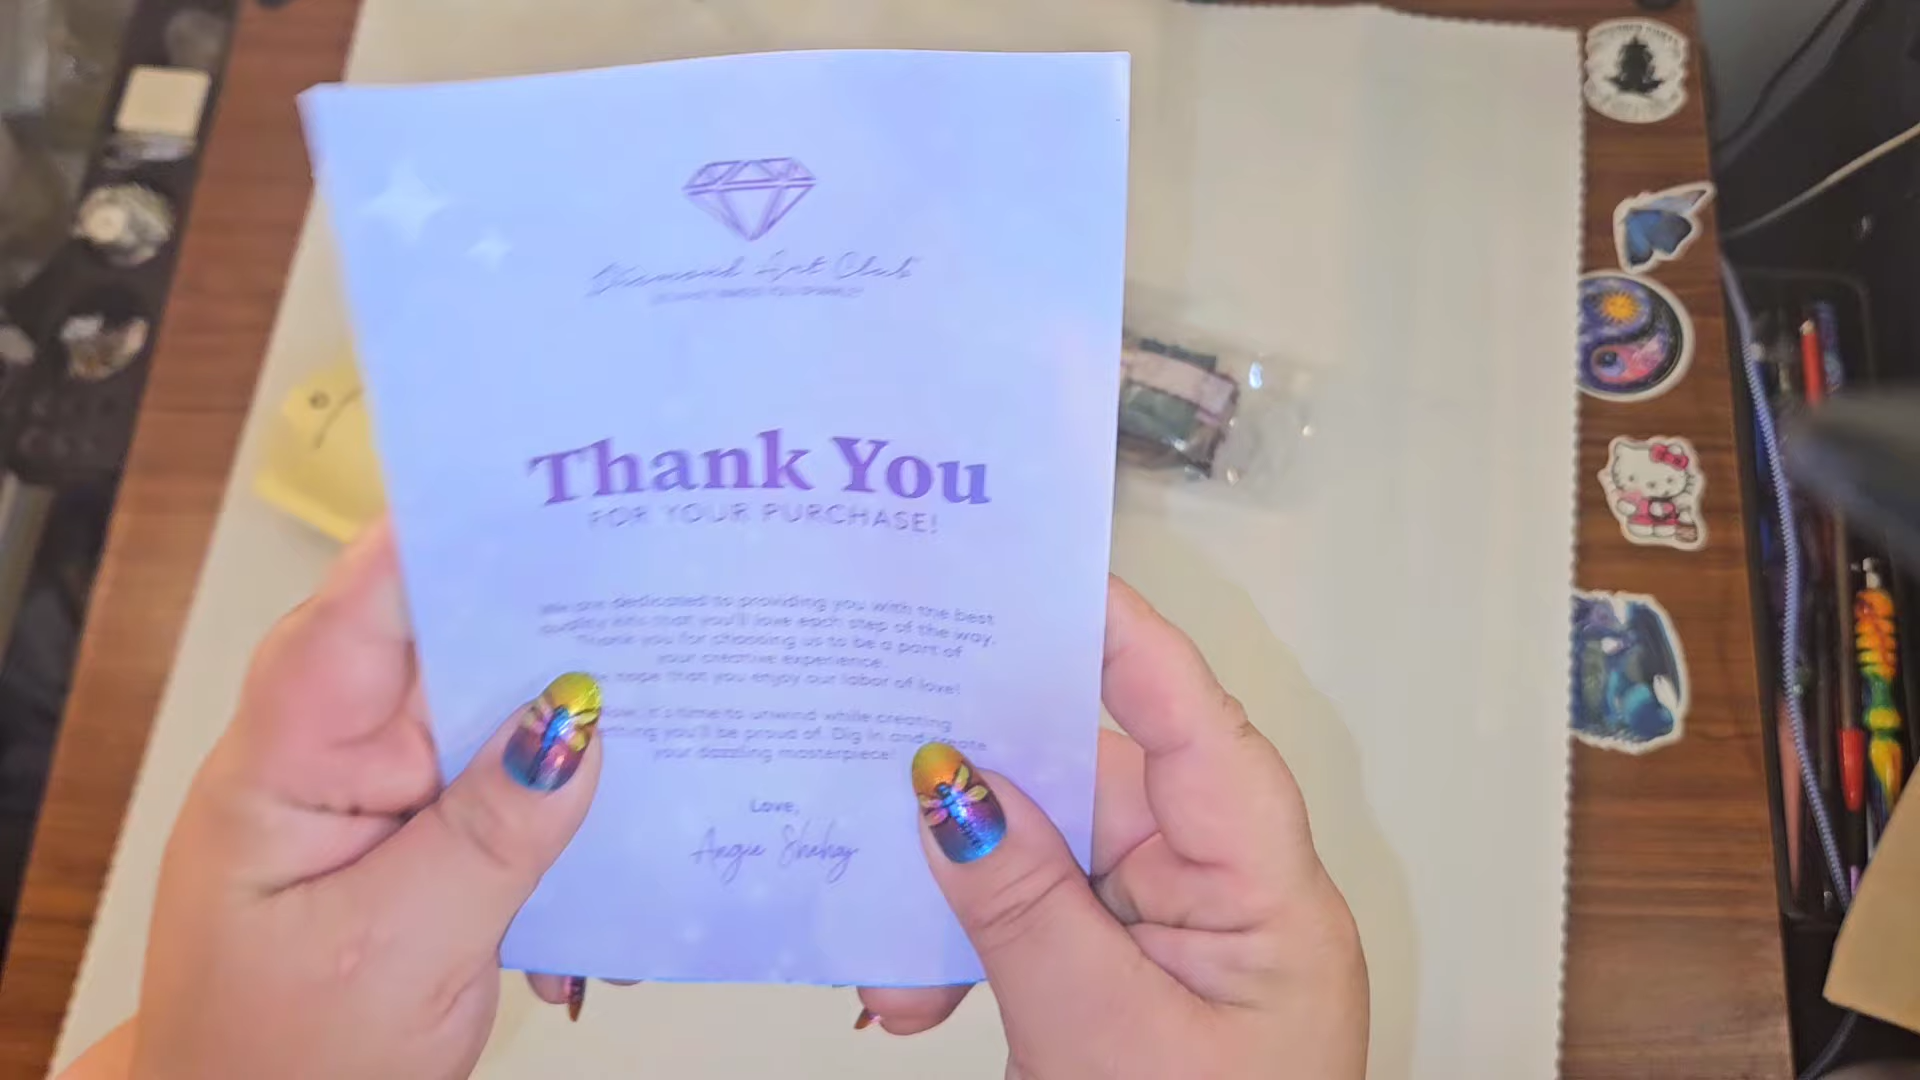 Diamond Art Club
Thank You
FOR YOUR PURCHASE!
We are dedicated to providing you with the best
quality kits that you'll love each step of the way.
Thank you for choosing us to be a part of
your creative experience.
hope that you enjoy our labor of love!
it's time to unwind while creating
you'll be proud of. Dig in and create
your dazzling masterpiece!
Love,
Angie Shehay